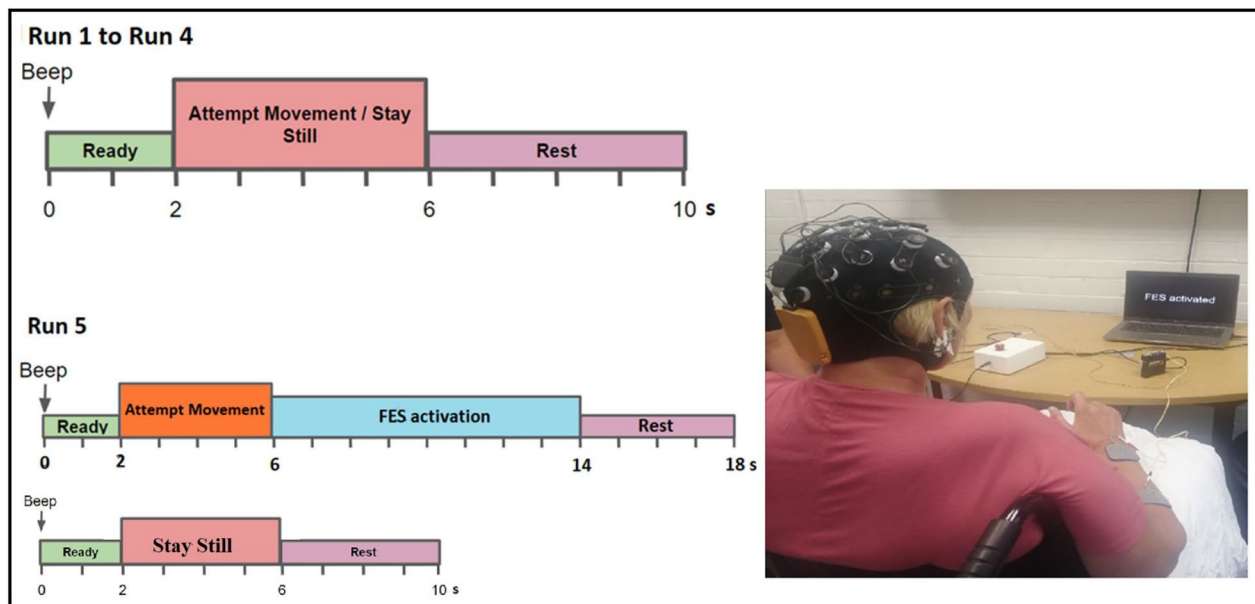 Run 1 to Run 4
Beep
Attempt Movement / Stay
Still
Ready
Rest
0 2 6 10 s
FES activated
Run 5
Beep
Attempt Movement
FES activation
Ready
Rest
0 2 6 14 18 s
Beep
Stay Still
Ready
Rest
0 2 6 10 s